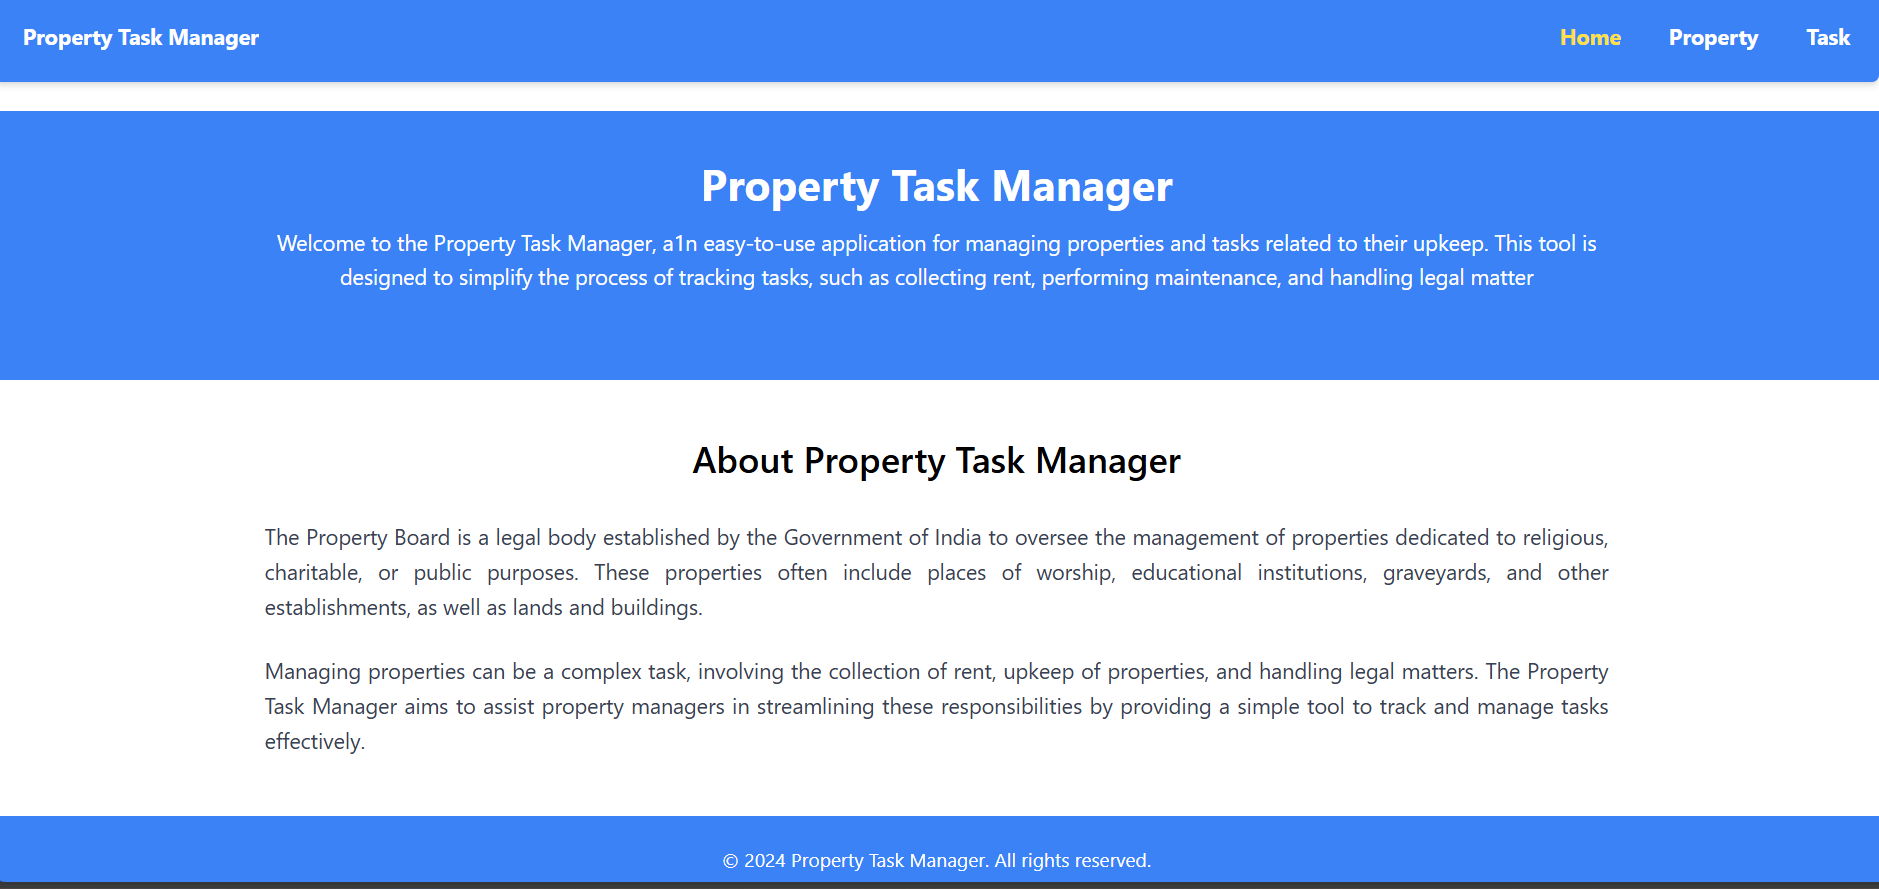 Property Task Manager
Home Property Task
Property Task Manager
Welcome to the Property Task Manager, a1n easy-to-use application for managing properties and tasks related to their upkeep. This tool is
designed to simplify the process of tracking tasks, such as collecting rent, performing maintenance, and handling legal matter
About Property Task Manager
The Property Board is a legal body established by the Government of India to oversee the management of properties dedicated to religious,
charitable, or public purposes. These properties often include places of worship, educational institutions, graveyards, and other
establishments, as well as lands and buildings.
Managing properties can be a complex task, involving the collection of rent, upkeep of properties, and handling legal matters. The Property
Task Manager aims to assist property managers in streamlining these responsibilities by providing a simple tool to track and manage tasks
effectively.
© 2024 Property Task Manager. All rights reserved.